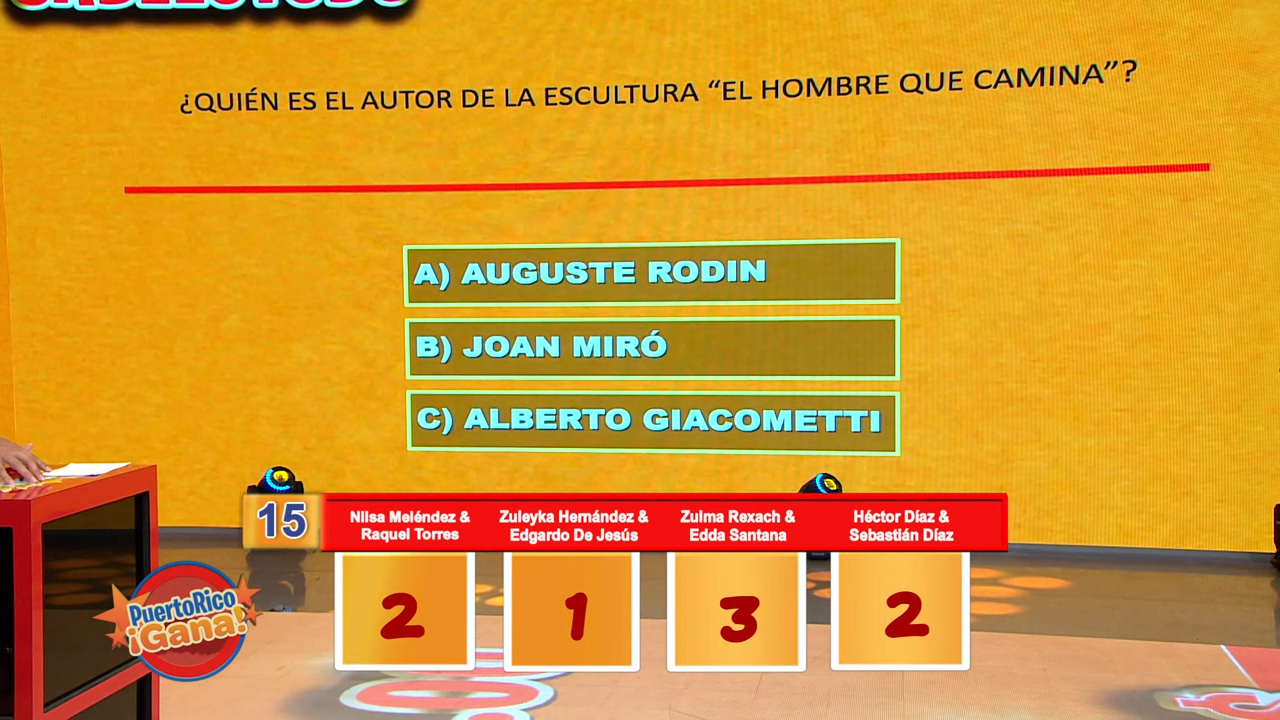 ¿QUIÉN ES EL AUTOR DE LA ESCULTURA “EL HOMBRE QUE CAMINA”?
A) AUGUSTE RODIN
B) JOAN MIRÓ
C) ALBERTO GIACOMETTI
15
Nilsa Meléndez &
Raquel Torres
Zuleyka Hernández &
Edgardo De Jesús
Zulma Rexach &
Edda Santana
Héctor Díaz &
Sebastián Díaz
2
1
3
2
PuertoRico
¡Gana!